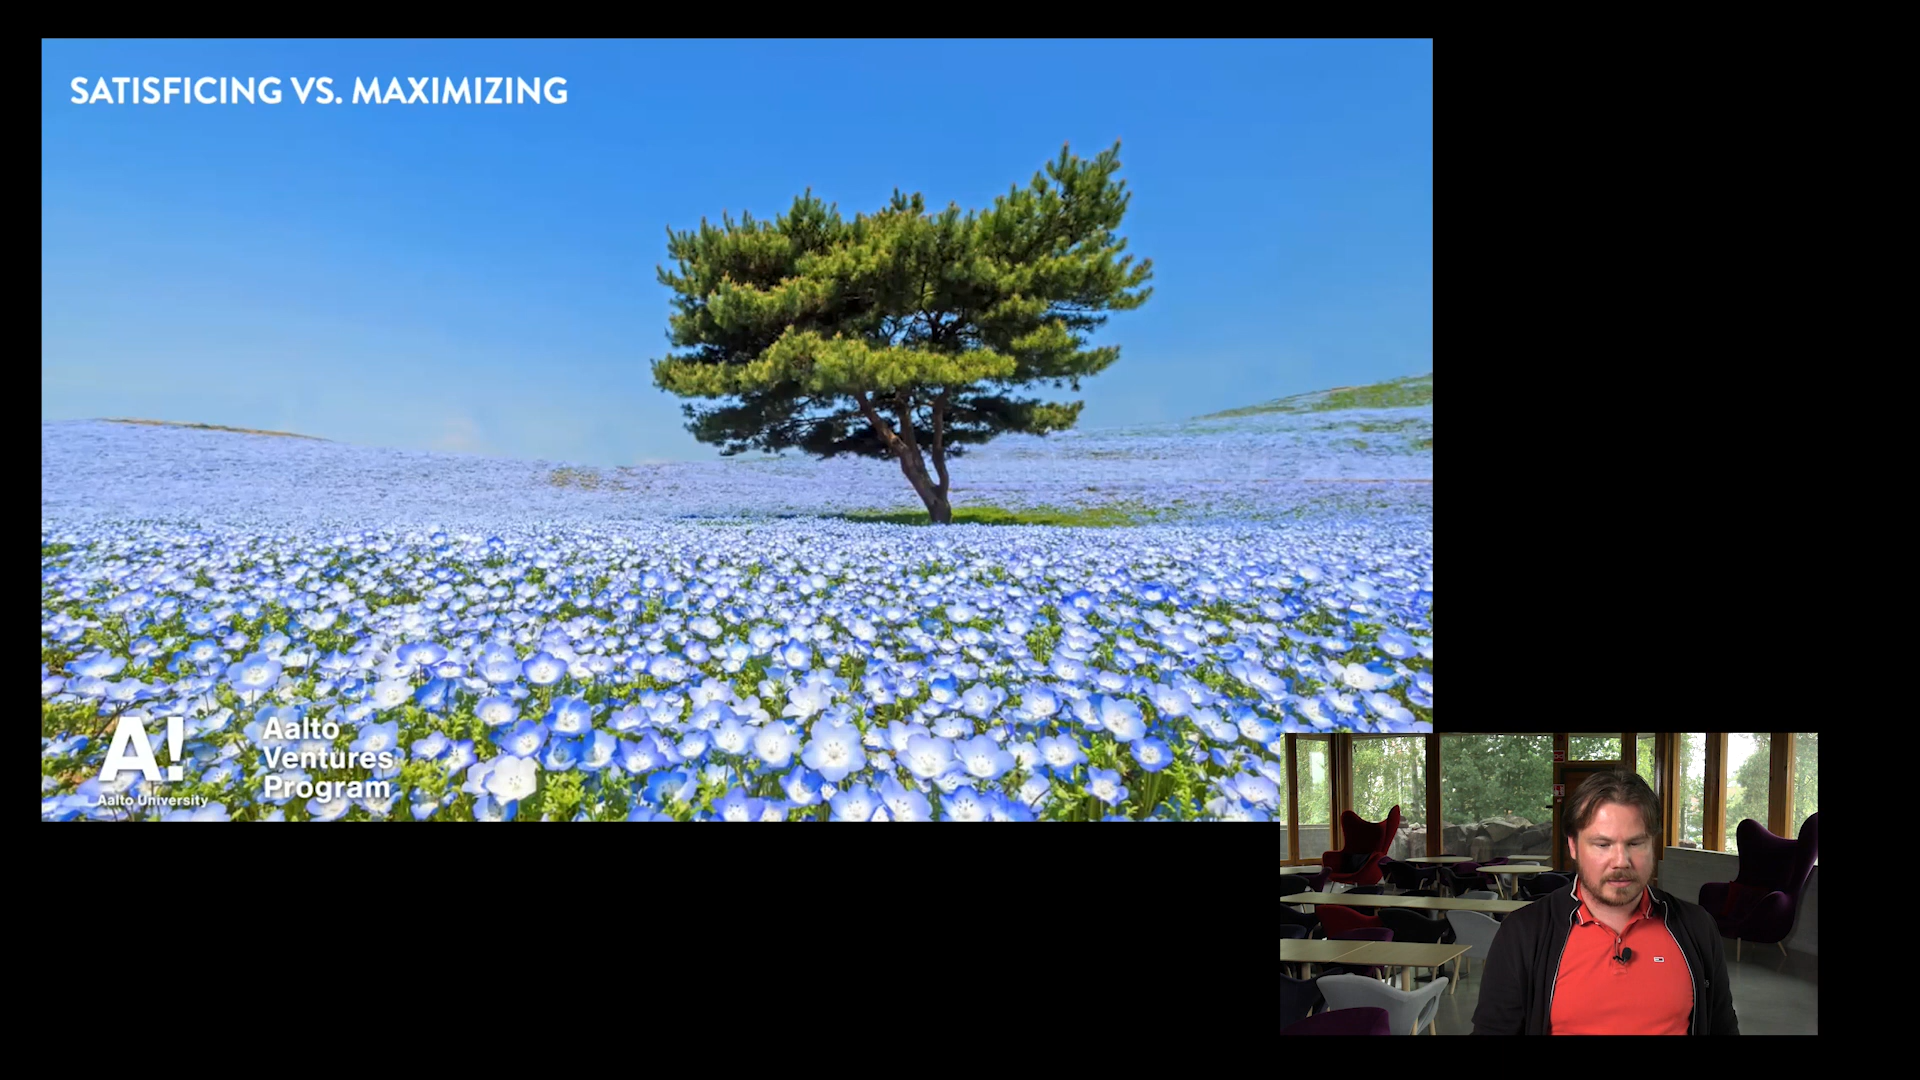 SATISFICING VS. MAXIMIZING
A!
Aalto University
Aalto
Ventures
Program